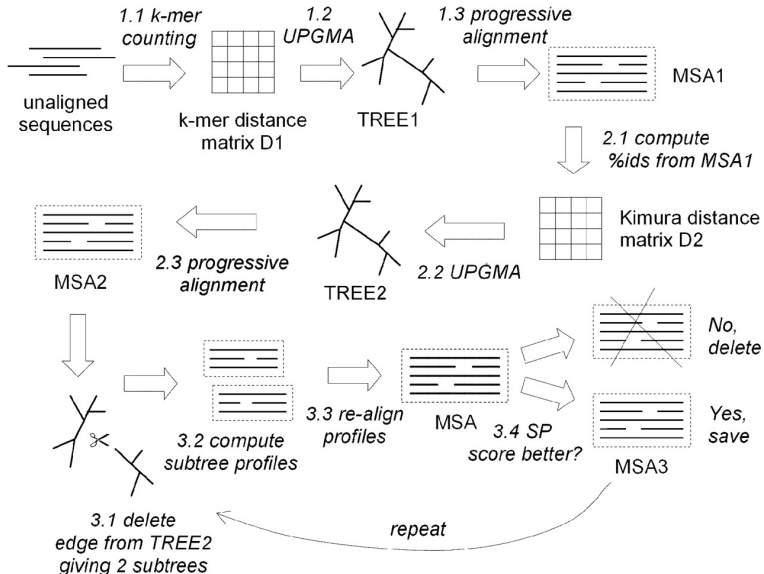 1.1 k-mer
counting
1.2
UPGMA
1.3 progressive
alignment
unaligned
sequences
k-mer distance
matrix D1
TREE1
MSA1
2.1 compute
%ids from MSA1
Kimura distance
matrix D2
2.2 UPGMA
TREE2
2.3 progressive
alignment
MSA2
3.1 delete
edge from TREE2
giving 2 subtrees
3.2 compute
subtree profiles
3.3 re-align
profiles
MSA
3.4 SP
score better?
No,
delete
Yes,
save
MSA3
repeat